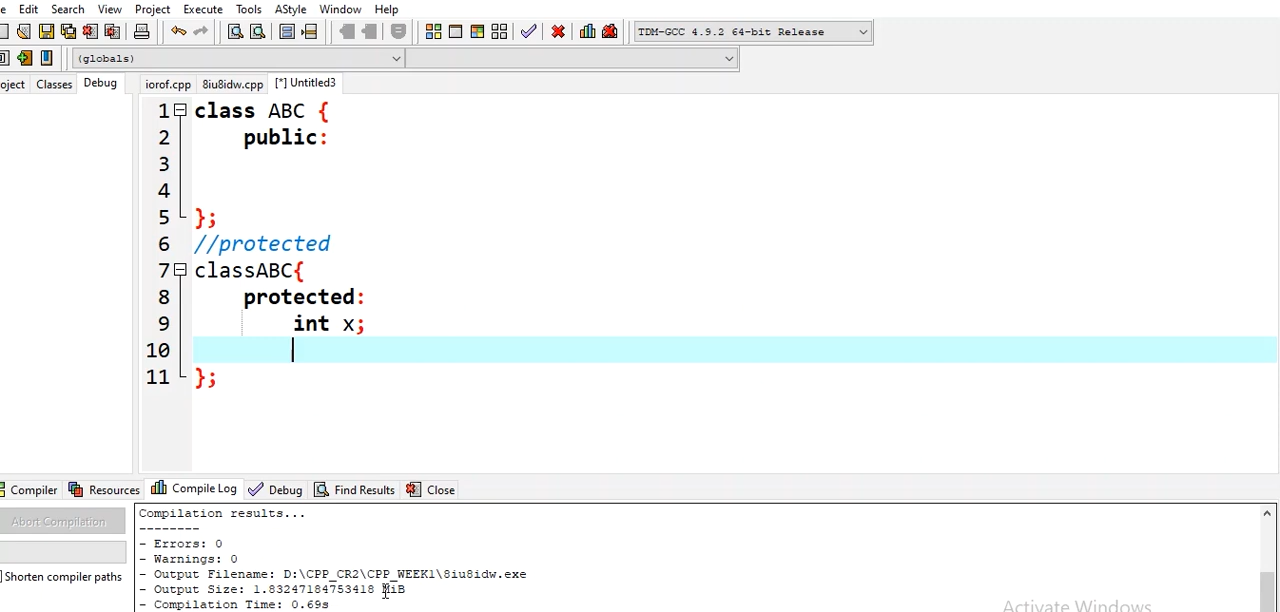 Edit Search View Project Execute Tools AStyle Window Help
TDM-GCC 4.9.2 64-bit Release
(globals)
oject Classes Debug iorof.cpp 8iu8idw.cpp [*] Untitled3
1 class ABC {
2 public:
3
4
5 };
6 //protected
7 classABC{
8 protected:
9 int x;
10
11 };
Compiler Resources Compile Log Debug Find Results Close
Abort Compilation
Shorten compiler paths
Compilation results...
--------
- Errors: 0
- Warnings: 0
- Output Filename: D:\CPP_CR2\CPP_WEEK1\8iu8idw.exe
- Output Size: 1.83247184753418 MiB
- Compilation Time: 0.69s
Activate Windows